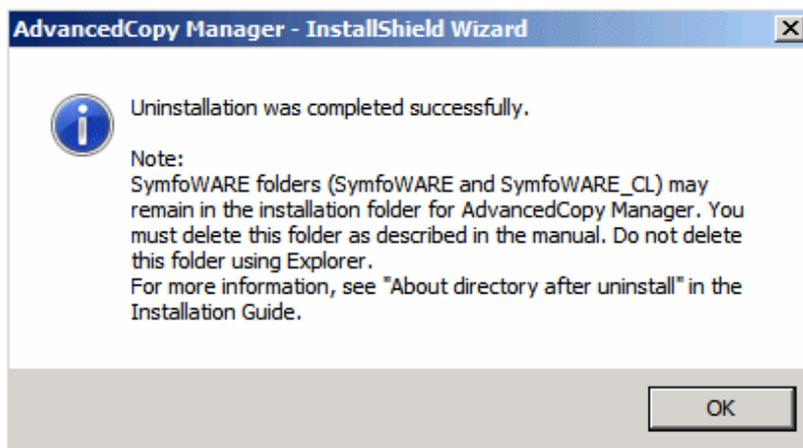 AdvancedCopy Manager - InstallShield Wizard
Uninstallation was completed successfully.
Note:
SymfoWARE folders (SymfoWARE and SymfoWARE_CL) may
remain in the installation folder for AdvancedCopy Manager. You
must delete this folder as described in the manual. Do not delete
this folder using Explorer.
For more information, see "About directory after uninstall" in the
Installation Guide.
OK